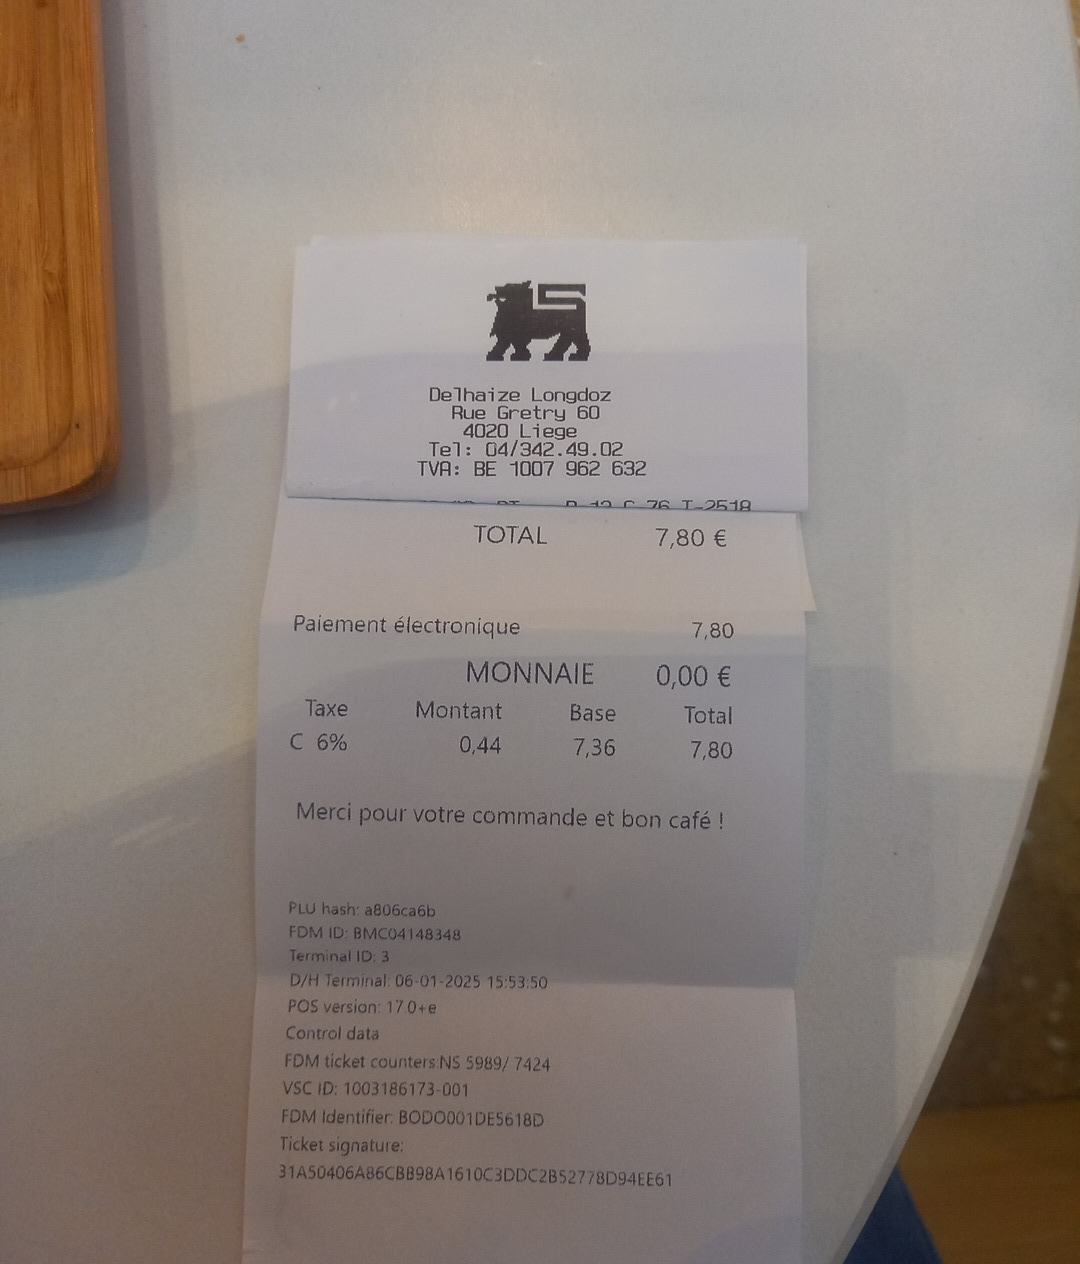 Delhaize Longdoz
Rue Gretry 60
4020 Liege
Tel: 04/342.49.02
TVA: BE 1007 962 632
76 T-2518
TOTAL 7,80 €
Paiement électronique 7,80
MONNAIE 0,00 €
Taxe Montant Base Total
C 6% 0,44 7,36 7,80
Merci pour votre commande et bon café !
PLU hash: a806ca6b
FDM ID: BMC04148348
Terminal ID: 3
D/H Terminal: 06-01-2025 15:53:50
POS version: 17.0+e
Control data
FDM ticket counters:NS 5989/ 7424
VSC ID: 1003186173-001
FDM Identifier: BODO001DE5618D
Ticket signature:
31A50406A86CBB98A1610C3DDC2B52778D94EE61